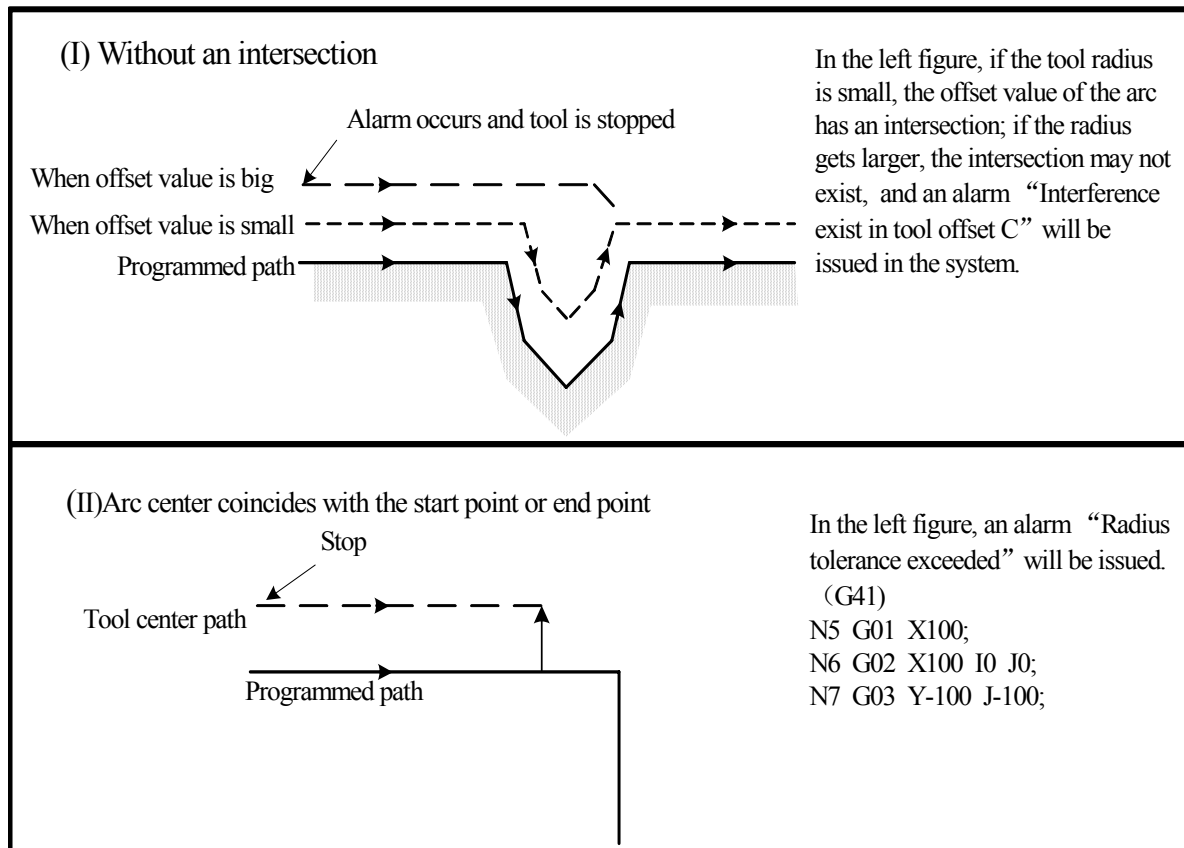 (I) Without an intersection
Alarm occurs and tool is stopped
When offset value is big
When offset value is small
Programmed path
In the left figure, if the tool radius
is small, the offset value of the arc
has an intersection; if the radius
gets larger, the intersection may not
exist, and an alarm “Interference
exist in tool offset C” will be
issued in the system.
(II)Arc center coincides with the start point or end point
Stop
Tool center path
Programmed path
In the left figure, an alarm “Radius
tolerance exceeded” will be issued.
（G41)
N5 G01 X100;
N6 G02 X100 I0 J0;
N7 G03 Y-100 J-100;